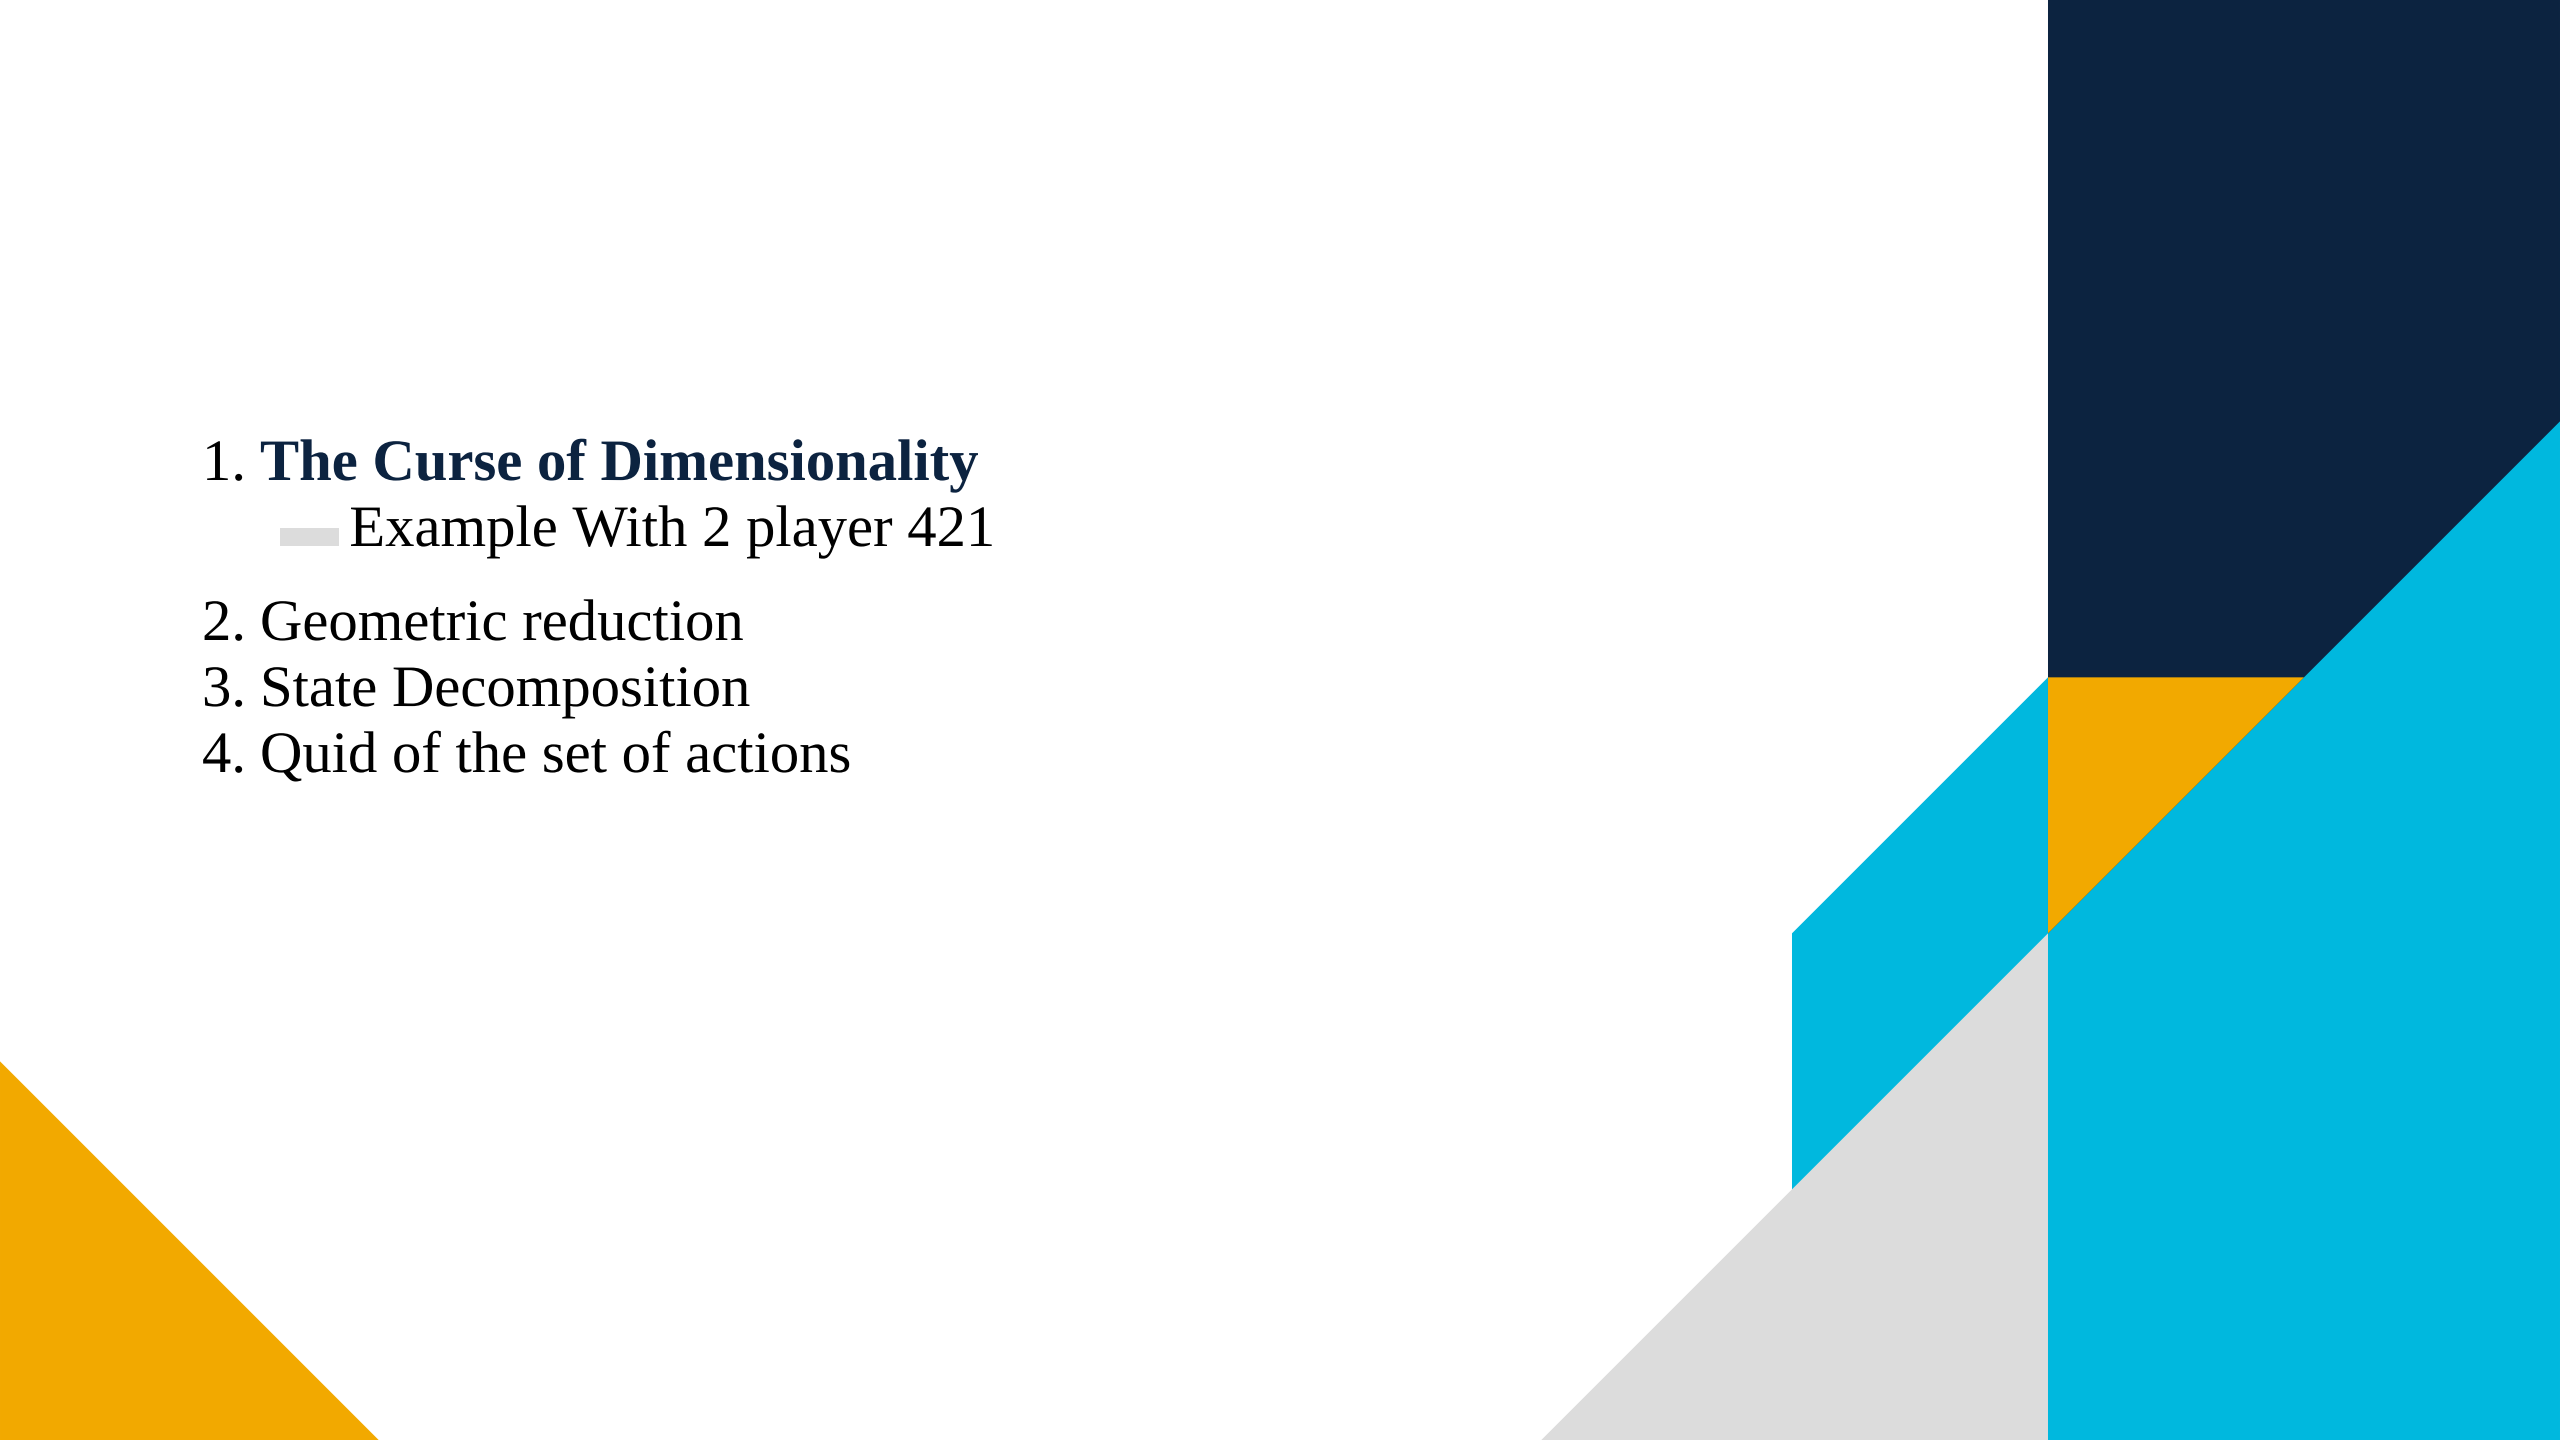 1. The Curse of Dimensionality
Example With 2 player 421
2. Geometric reduction
3. State Decomposition
4. Quid of the set of actions